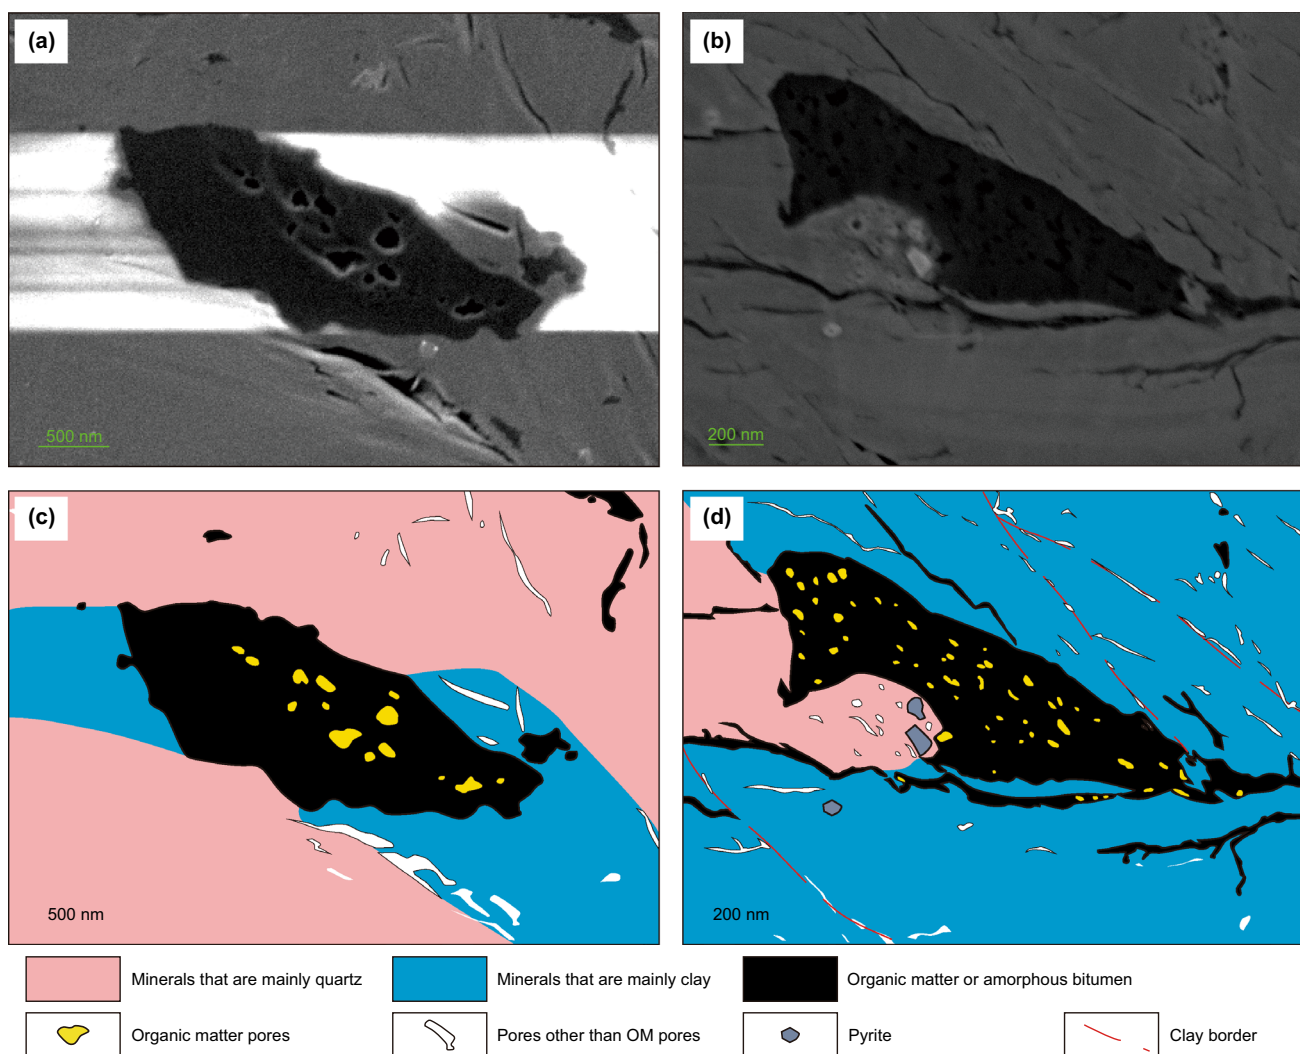 (a)
(b)
500 nm
200 nm
(c)
(d)
500 nm
200 nm
Minerals that are mainly quartz
Minerals that are mainly clay
Organic matter or amorphous bitumen
Organic matter pores
Pores other than OM pores
Pyrite
Clay border